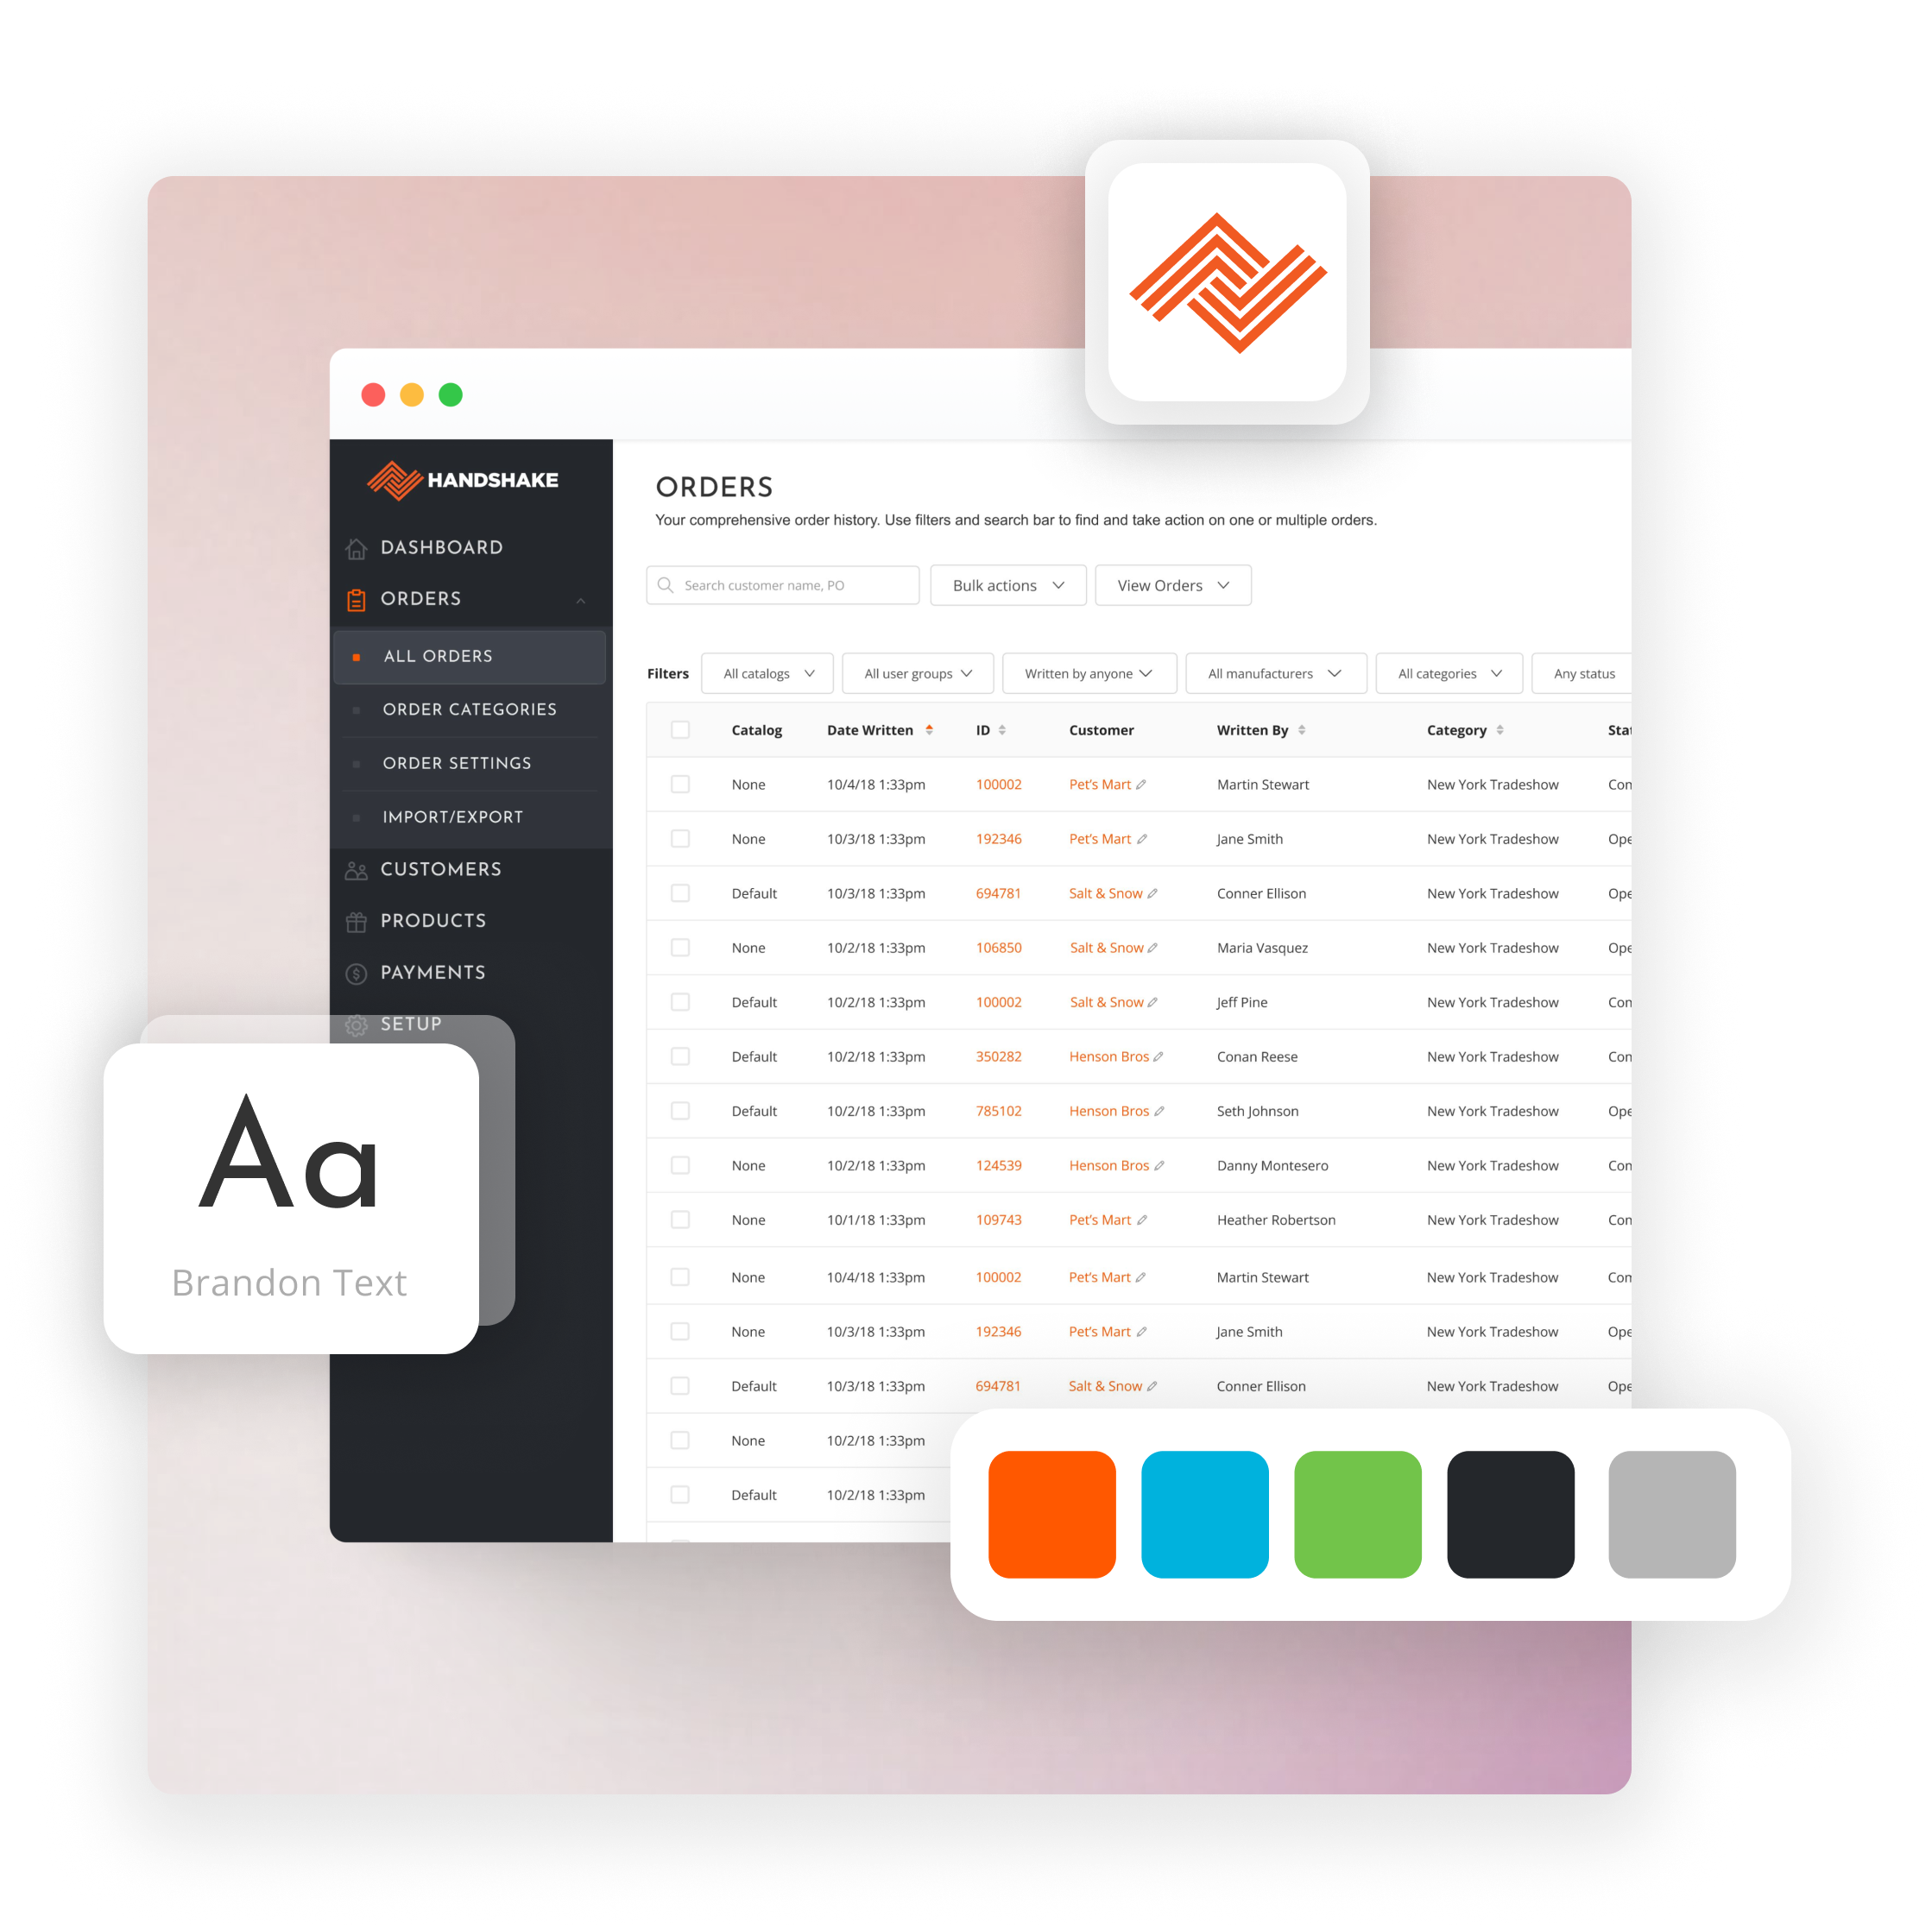 HANDSHAKE
DASHBOARD
ORDERS
ALL ORDERS
ORDER CATEGORIES
ORDER SETTINGS
IMPORT/EXPORT
CUSTOMERS
PRODUCTS
PAYMENTS
SETUP
Aa
Brandon Text
ORDERS
Your comprehensive order history. Use filters and search bar to find and take action on one or multiple orders.
Search customer name, PO Bulk actions View Orders
Filters All catalogs All user groups Written by anyone All manufacturers All categories Any status
Catalog Date Written ID Customer Written By Category
None 10/4/18 1:33pm 100002 Pet's Mart Martin Stewart New York Tradeshow
None 10/3/18 1:33pm 192346 Pet's Mart Jane Smith New York Tradeshow
Default 10/3/18 1:33pm 694781 Salt & Snow Conner Ellison New York Tradeshow
None 10/2/18 1:33pm 106850 Salt & Snow Maria Vasquez New York Tradeshow
Default 10/2/18 1:33pm 100002 Salt & Snow Jeff Pine New York Tradeshow
Default 10/2/18 1:33pm 350282 Henson Bros Conan Reese New York Tradeshow
Default 10/2/18 1:33pm 785102 Henson Bros Seth Johnson New York Tradeshow
None 10/2/18 1:33pm 124539 Henson Bros Danny Montesero New York Tradeshow
None 10/1/18 1:33pm 109743 Pet's Mart Heather Robertson New York Tradeshow
None 10/4/18 1:33pm 100002 Pet's Mart Martin Stewart New York Tradeshow
None 10/3/18 1:33pm 192346 Pet's Mart Jane Smith New York Tradeshow
Default 10/3/18 1:33pm 694781 Salt & Snow Conner Ellison New York Tradeshow
None 10/2/18 1:33pm
Default 10/2/18 1:33pm